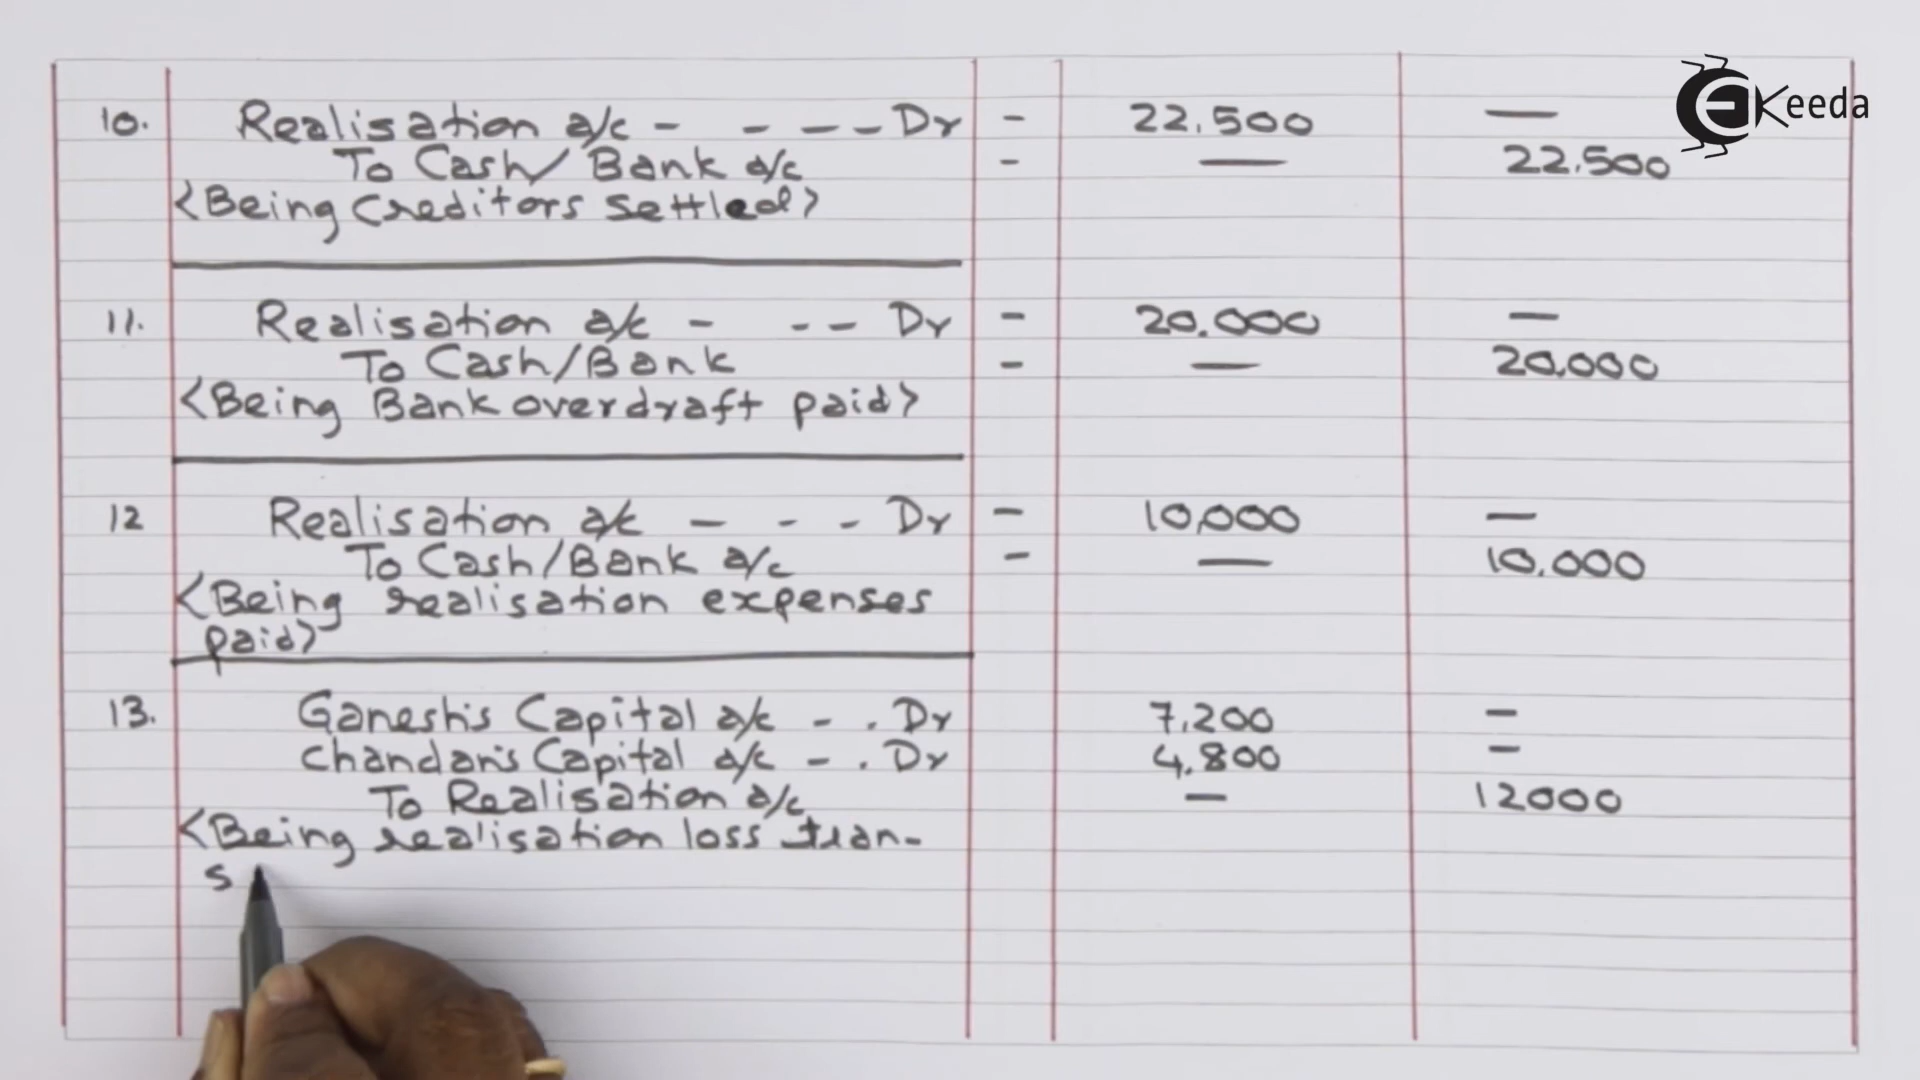 EKeeda
10. Realisation a/c - - - - Dr - 22.500 —
To Cash/ Bank a/c - — 22.500
<Being Creditors settled>
11. Realisation a/c - - - Dr - 20.000 —
To Cash/Bank - — 20.000
<Being Bank overdraft paid>
12 Realisation a/c - - - Dr - 10,000 —
To Cash/Bank a/c - — 10.000
<Being realisation expenses
paid>
13. Ganesh's Capital a/c - . Dr 7,200 -
Chandan's Capital a/c - . Dr 4,800 -
To Realisation a/c - 12000
<Being realisation loss tran-
s